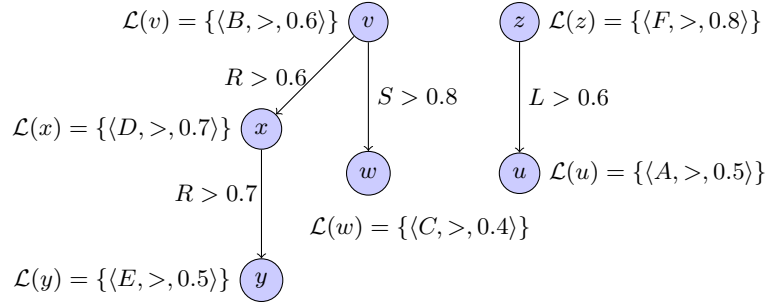 ℒ(v) = {⟨B, >, 0.6⟩} v z ℒ(z) = {⟨F, >, 0.8⟩}
R > 0.6 S > 0.8 L > 0.6
ℒ(x) = {⟨D, >, 0.7⟩} x
w u ℒ(u) = {⟨A, >, 0.5⟩}
R > 0.7
ℒ(w) = {⟨C, >, 0.4⟩}
ℒ(y) = {⟨E, >, 0.5⟩} y